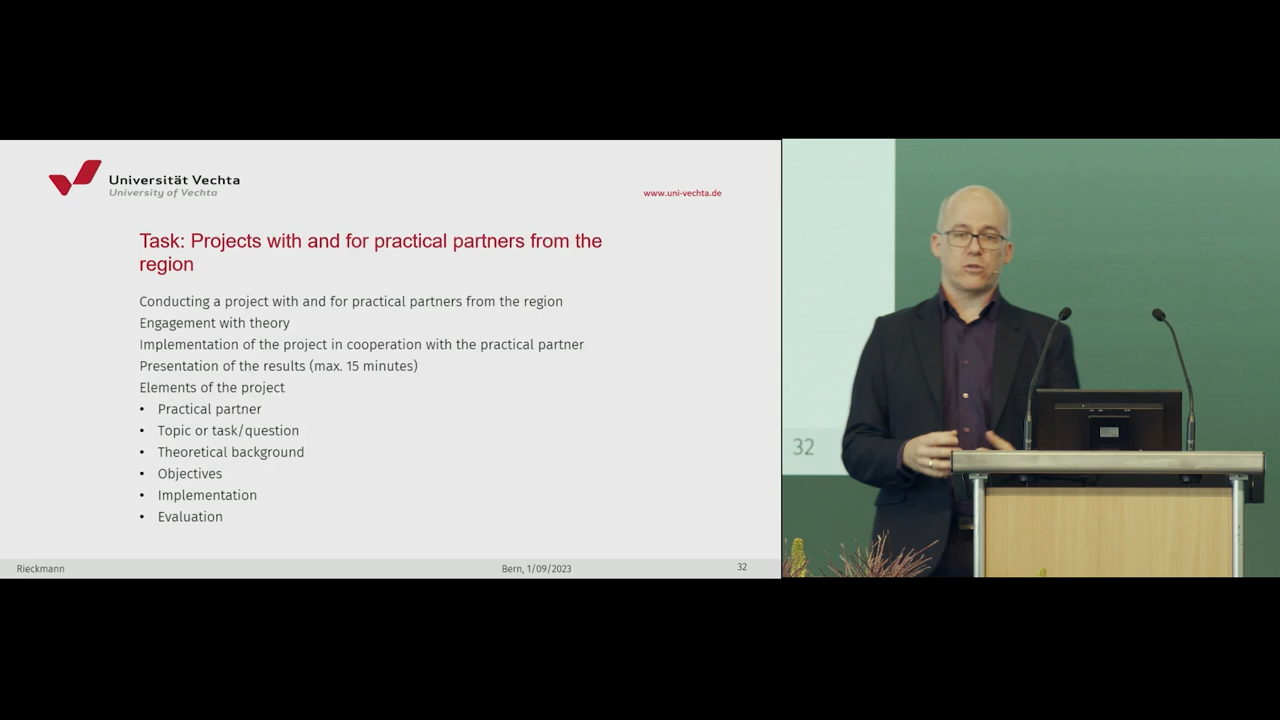 Universität Vechta
University of Vechta
www.uni-vechta.de
Task: Projects with and for practical partners from the
region
Conducting a project with and for practical partners from the region
Engagement with theory
Implementation of the project in cooperation with the practical partner
Presentation of the results (max. 15 minutes)
Elements of the project
• Practical partner
• Topic or task/question
• Theoretical background
• Objectives
• Implementation
• Evaluation
Rieckmann
Bern, 1/09/2023
32
32